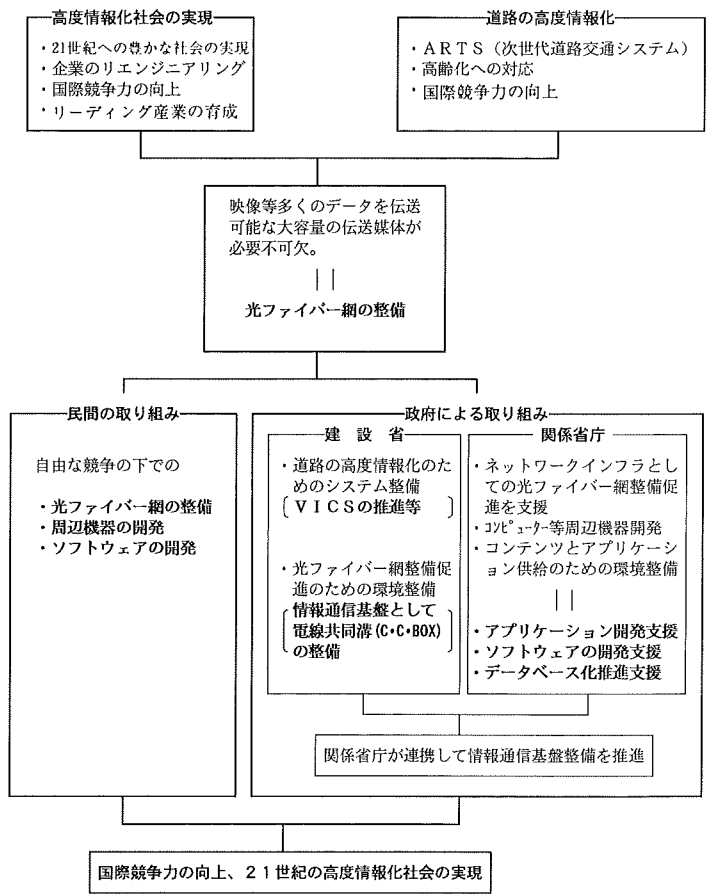 高度情報化社会の実現
・21世紀への豊かな社会の実現
・企業のリエンジニアリング
・国際競争力の向上
・リーディング産業の育成
道路の高度情報化
・ARTS（次世代道路交通システム）
・高齢化への対応
・国際競争力の向上
映像等多くのデータを伝送
可能な大容量の伝送媒体が
必要不可欠。
光ファイバー網の整備
民間の取り組み
自由な競争の下での
・光ファイバー網の整備
・周辺機器の開発
・ソフトウェアの開発
政府による取り組み
建設省
・道路の高度情報化のた
めのシステム整備
〔VICSの推進等〕
・光ファイバー網整備促
進のための環境整備
情報通信基盤として
電線共同溝(C・C・BOX)
の整備
関係省庁
・ネットワークインフラとし
ての光ファイバー網整備促
進を支援
・ｺﾝﾋﾟｭｰﾀｰ等周辺機器開発
・コンテンツとアプリケーシ
ョン供給のための環境整備
・アプリケーション開発支援
・ソフトウェアの開発支援
・データベース化推進支援
関係省庁が連携して情報通信基盤整備を推進
国際競争力の向上、21世紀の高度情報化社会の実現